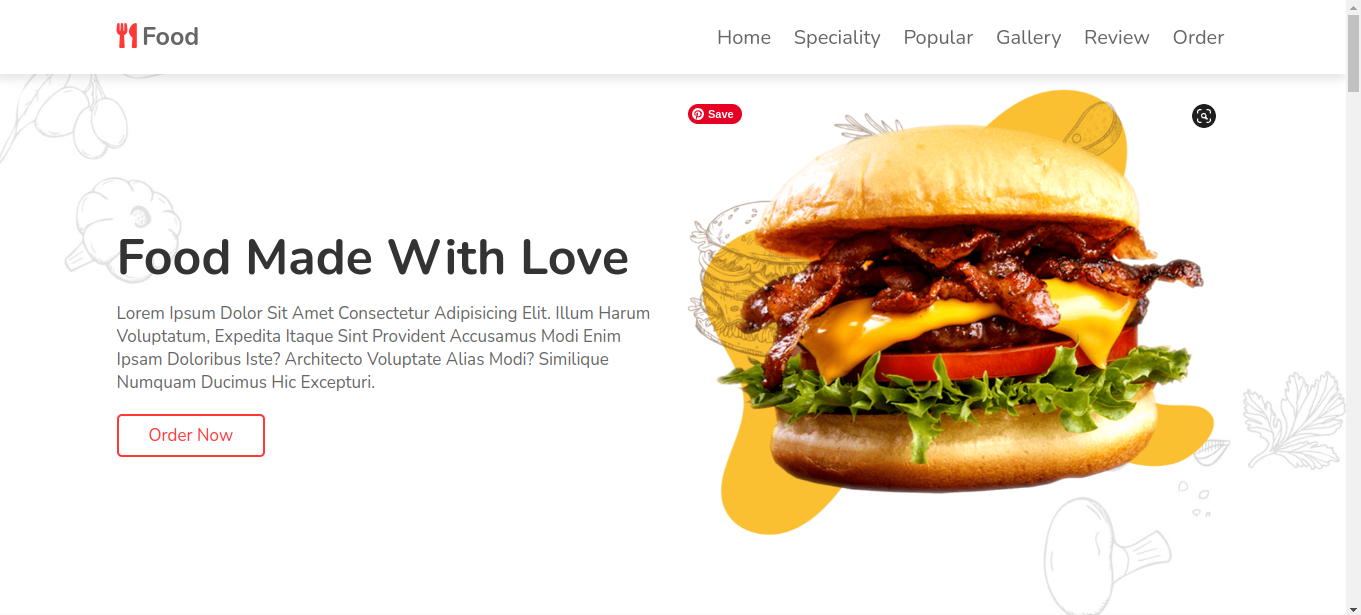 Food
Home Speciality Popular Gallery Review Order
Save
Food Made With Love
Lorem Ipsum Dolor Sit Amet Consectetur Adipisicing Elit. Illum Harum
Voluptatum, Expedita Itaque Sint Provident Accusamus Modi Enim
Ipsam Doloribus Iste? Architecto Voluptate Alias Modi? Similique
Numquam Ducimus Hic Excepturi.
Order Now